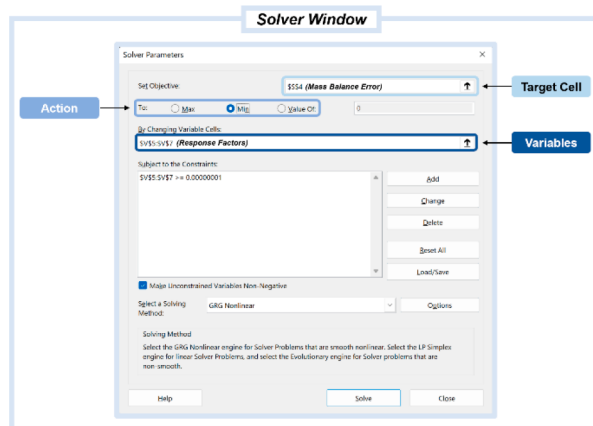 Solver Window
Solver Parameters
Set Objective: $S$4 (Mass Balance Error)
Target Cell
Action
To: Max Min Value Of: 0
By Changing Variable Cells:
$V$5:$V$7 (Response Factors)
Variables
Subject to the Constraints:
$V$5:$V$7 >= 0.00000001
Add
Change
Delete
Reset All
Load/Save
Make Unconstrained Variables Non-Negative
Select a Solving Method: GRG Nonlinear
Options
Solving Method
Select the GRG Nonlinear engine for Solver Problems that are smooth nonlinear. Select the LP Simplex
engine for linear Solver Problems, and select the Evolutionary engine for Solver problems that are
non-smooth.
Help Solve Close